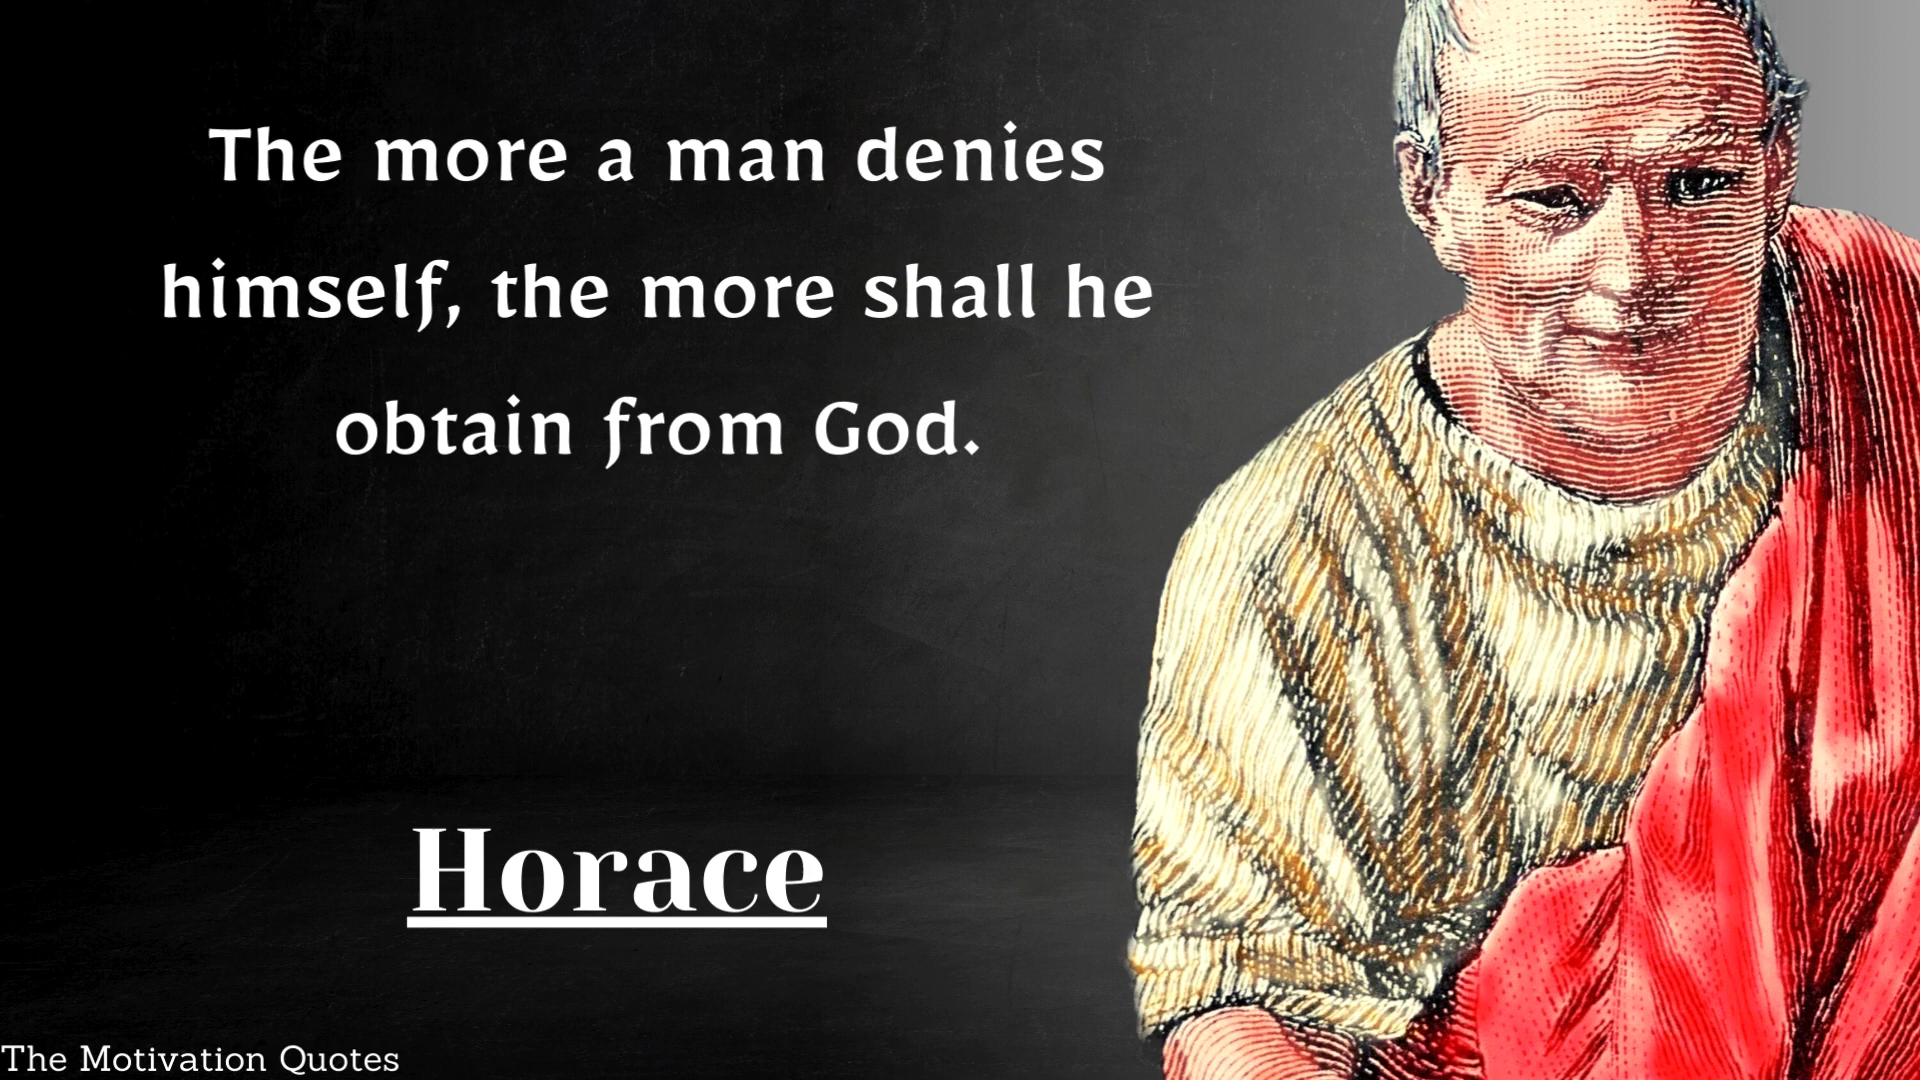 The more a man denies
himself, the more shall he
obtain from God.
Horace
The Motivation Quotes